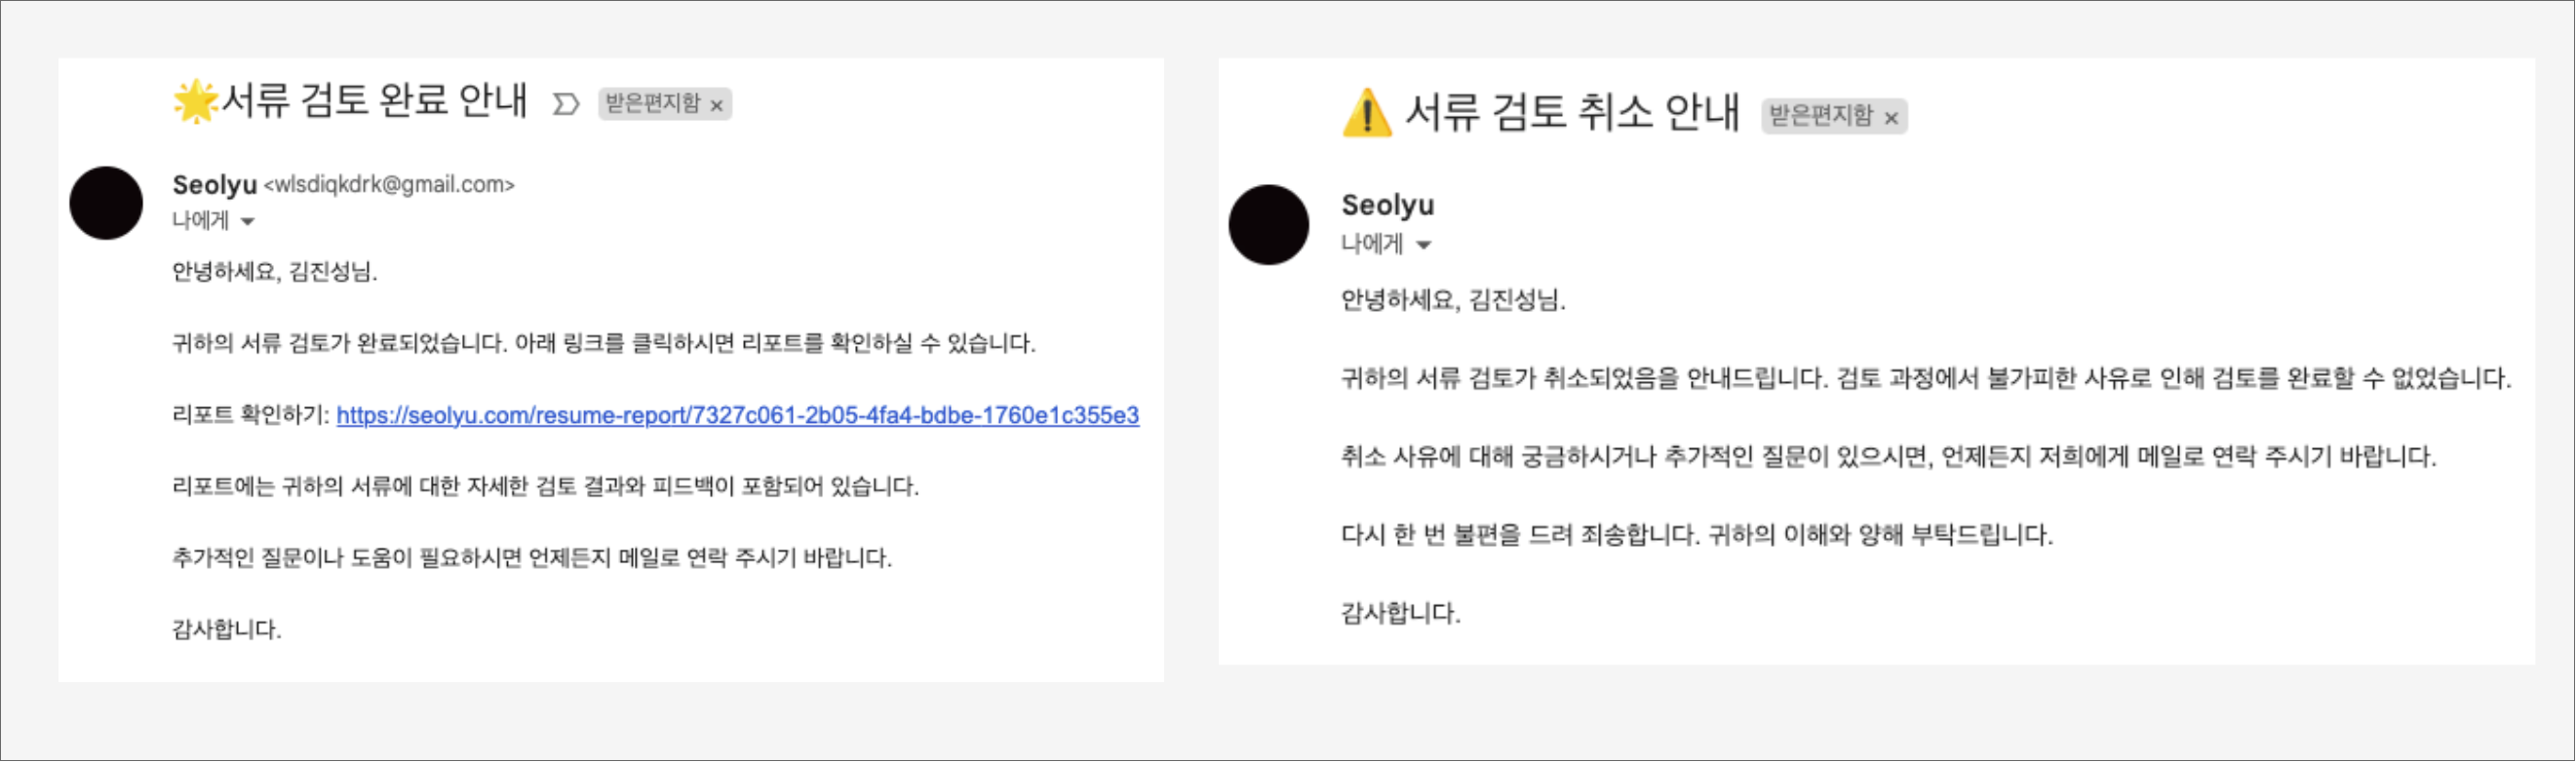 🌟서류 검토 완료 안내 받은편지함 ×
Seolyu <wlsdiqkdrk@gmail.com>
나에게
안녕하세요, 김진성님.
귀하의 서류 검토가 완료되었습니다. 아래 링크를 클릭하시면 리포트를 확인하실 수 있습니다.
리포트 확인하기: https://seolyu.com/resume-report/7327c061-2b05-4fa4-bdbe-1760e1c355e3
리포트에는 귀하의 서류에 대한 자세한 검토 결과와 피드백이 포함되어 있습니다.
추가적인 질문이나 도움이 필요하시면 언제든지 메일로 연락 주시기 바랍니다.
감사합니다.
⚠️ 서류 검토 취소 안내 받은편지함 ×
Seolyu
나에게
안녕하세요, 김진성님.
귀하의 서류 검토가 취소되었음을 안내드립니다. 검토 과정에서 불가피한 사유로 인해 검토를 완료할 수 없었습니다.
취소 사유에 대해 궁금하시거나 추가적인 질문이 있으시면, 언제든지 저희에게 메일로 연락 주시기 바랍니다.
다시 한 번 불편을 드려 죄송합니다. 귀하의 이해와 양해 부탁드립니다.
감사합니다.